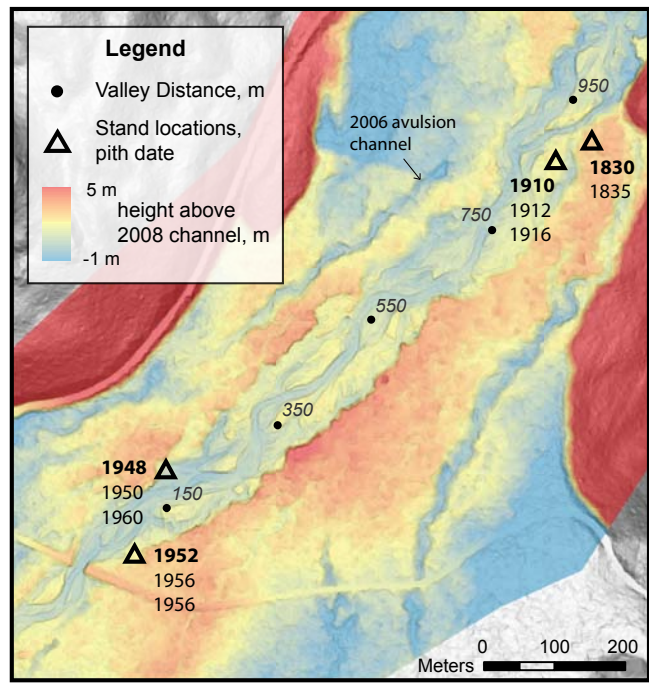 Legend
Valley Distance, m
Stand locations,
pith date
5 m
height above
2008 channel, m
-1 m
2006 avulsion
channel
950
1830
1835
1910
1912
1916
750
550
350
1948
1950
1960
150
1952
1956
1956
0 100 200
Meters